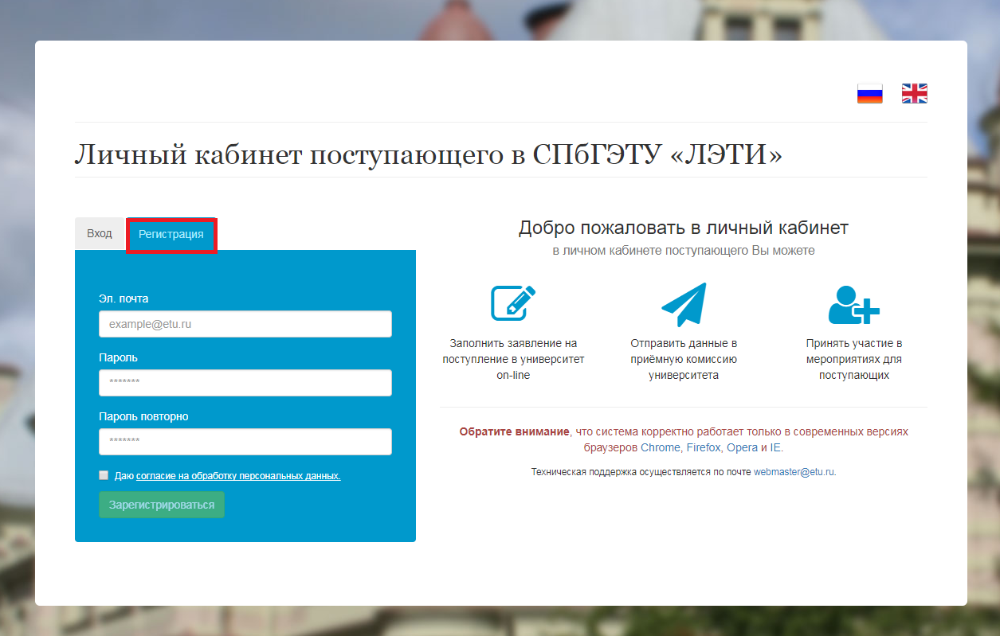 Личный кабинет поступающего в СПбГЭТУ «ЛЭТИ»
Вход
Регистрация
Эл. почта
example@etu.ru
Пароль
*******
Пароль повторно
*******
Даю согласие на обработку персональных данных.
Зарегистрироваться
Добро пожаловать в личный кабинет
в личном кабинете поступающего Вы можете
Заполнить заявление на
поступление в университет
on-line
Отправить данные в
приёмную комиссию
университета
Принять участие в
мероприятиях для
поступающих
Обратите внимание, что система корректно работает только в современных версиях
браузеров Chrome, Firefox, Opera и IE.
Техническая поддержка осуществляется по почте webmaster@etu.ru.